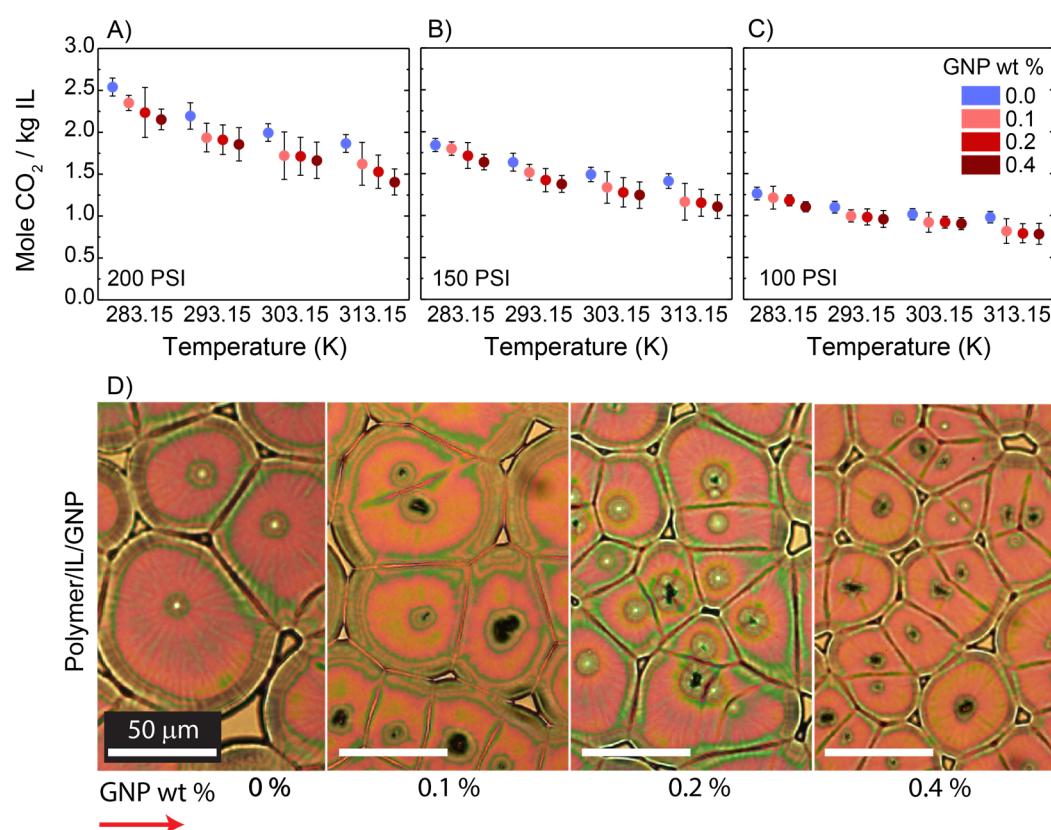 A)
B)
C)
3.0
2.5
2.0
1.5
1.0
0.5
0.0
Mole CO2 / kg IL
GNP wt %
0.0
0.1
0.2
0.4
200 PSI
150 PSI
100 PSI
283.15 293.15 303.15 313.15
283.15 293.15 303.15 313.15
283.15 293.15 303.15 313.15
Temperature (K)
Temperature (K)
Temperature (K)
D)
Polymer/IL/GNP
50 μm
GNP wt %
0 %
0.1 %
0.2 %
0.4 %